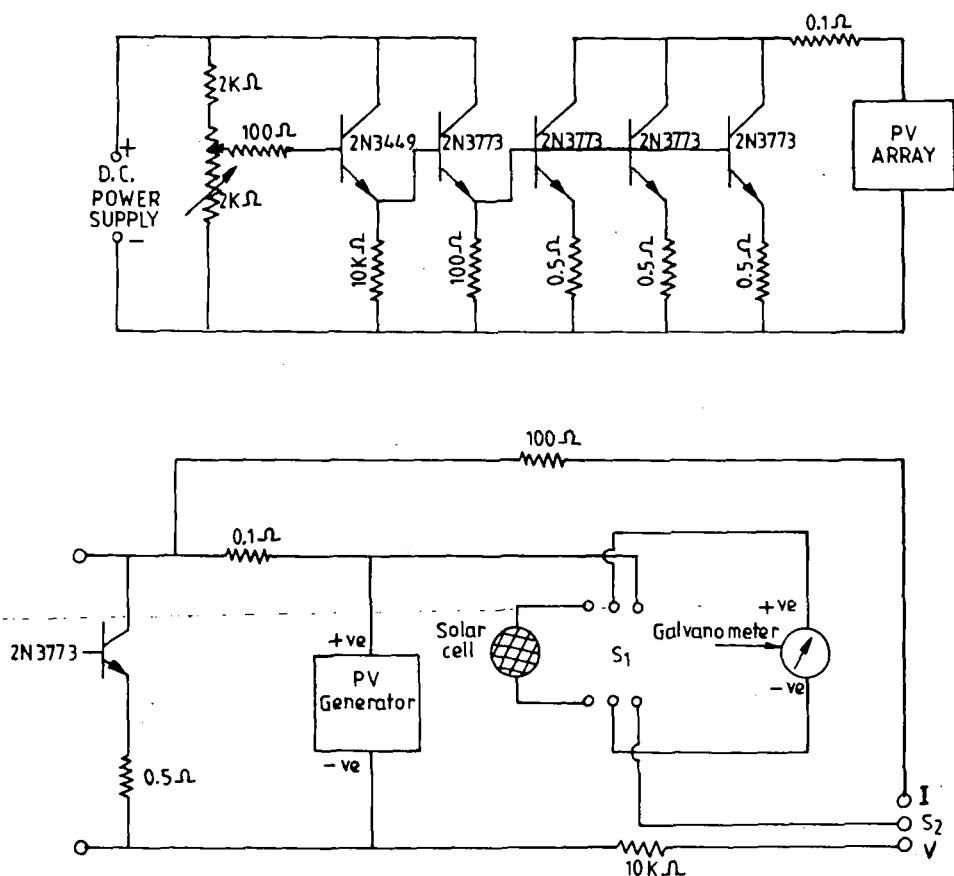 0.1Ω
2KΩ
100Ω
2N3449
2N3773
2N3773
2N3773
2N3773
PV
ARRAY
+
D.C.
POWER
SUPPLY
-
2KΩ
10KΩ
100Ω
0.5Ω
0.5Ω
0.5Ω
100Ω
0.1Ω
+ve
Solar
cell
Galvanometer
+ve
2N3773
S1
PV
Generator
-ve
-ve
0.5Ω
I
S2
V
10KΩ